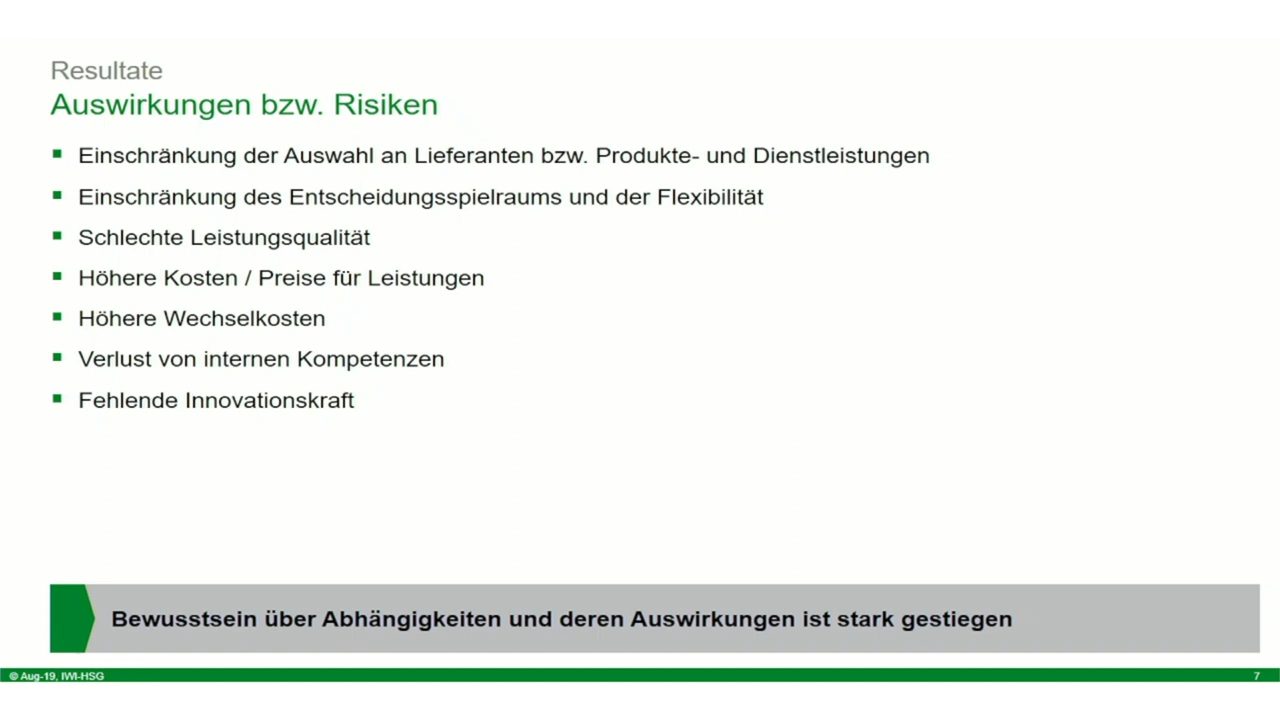 Resultate
Auswirkungen bzw. Risiken
Einschränkung der Auswahl an Lieferanten bzw. Produkte- und Dienstleistungen
Einschränkung des Entscheidungsspielraums und der Flexibilität
Schlechte Leistungsqualität
Höhere Kosten / Preise für Leistungen
Höhere Wechselkosten
Verlust von internen Kompetenzen
Fehlende Innovationskraft
Bewusstsein über Abhängigkeiten und deren Auswirkungen ist stark gestiegen
© Aug-19, IWI-HSG
7